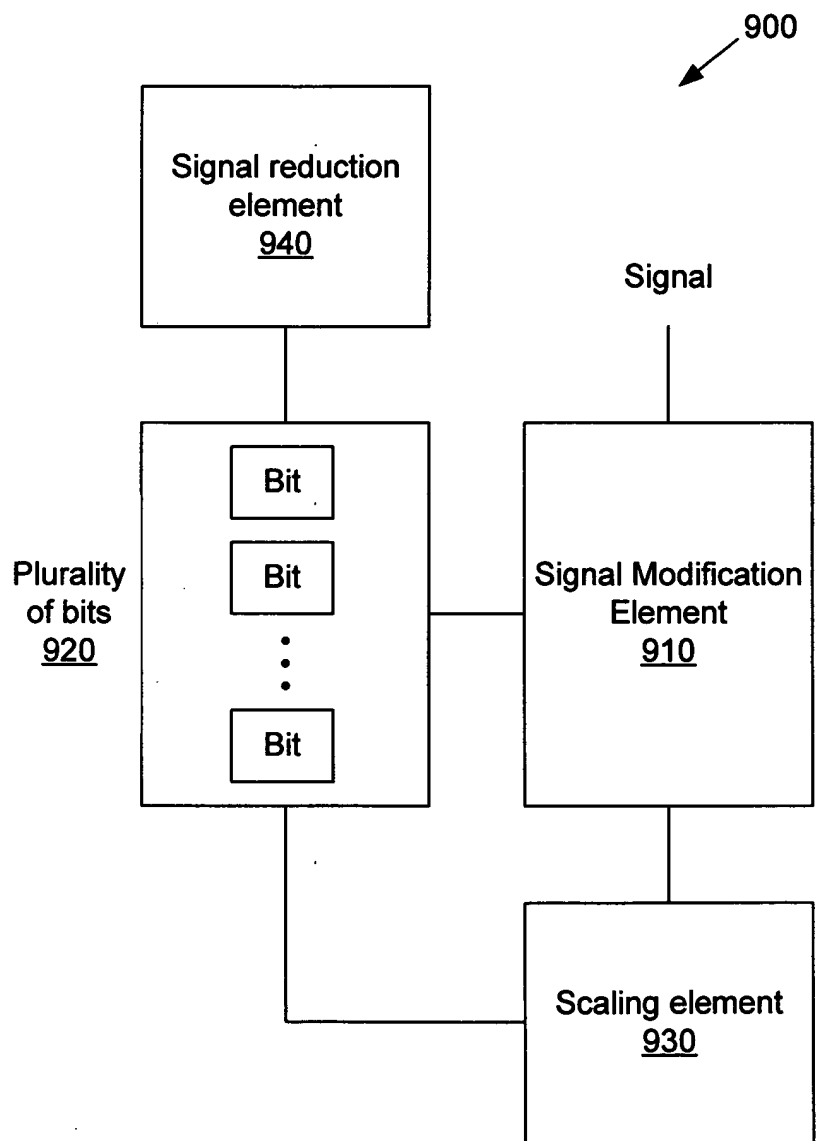 900
Signal reduction
element
940
Signal
Bit
Bit
Bit
Plurality
of bits
920
Signal Modification
Element
910
Scaling element
930